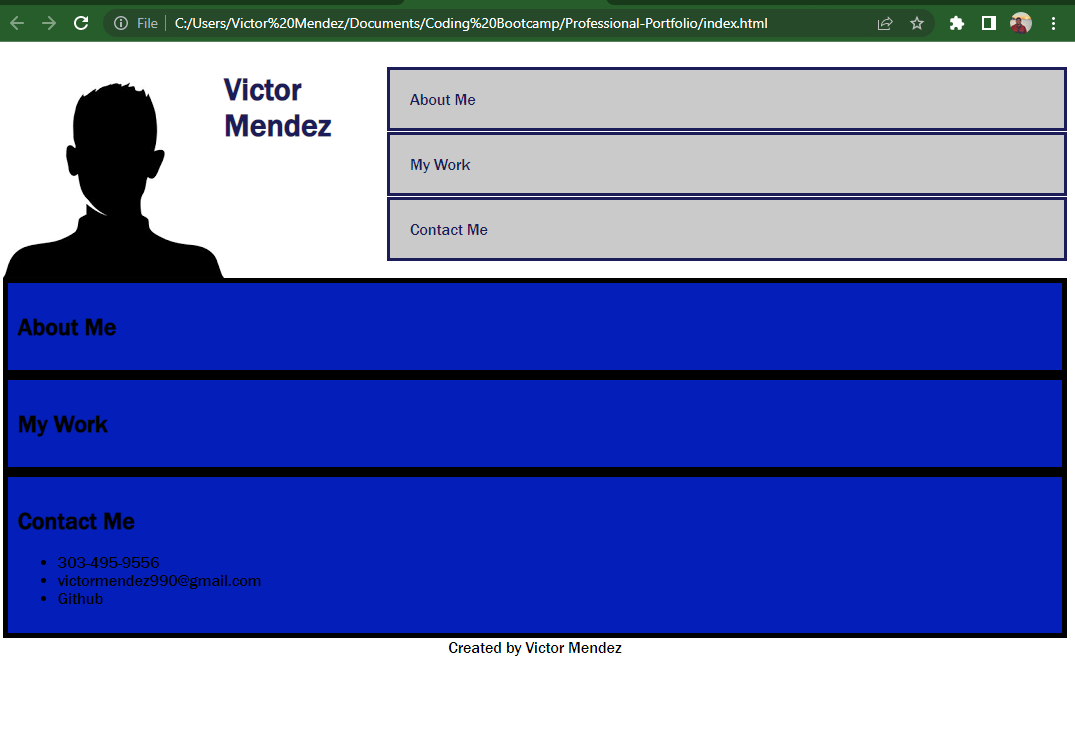 File
C:/Users/Victor%20Mendez/Documents/Coding%20Bootcamp/Professional-Portfolio/index.html
Victor
Mendez
About Me
My Work
Contact Me
About Me
My Work
Contact Me
303-495-9556
victormendez990@gmail.com
Github
Created by Victor Mendez